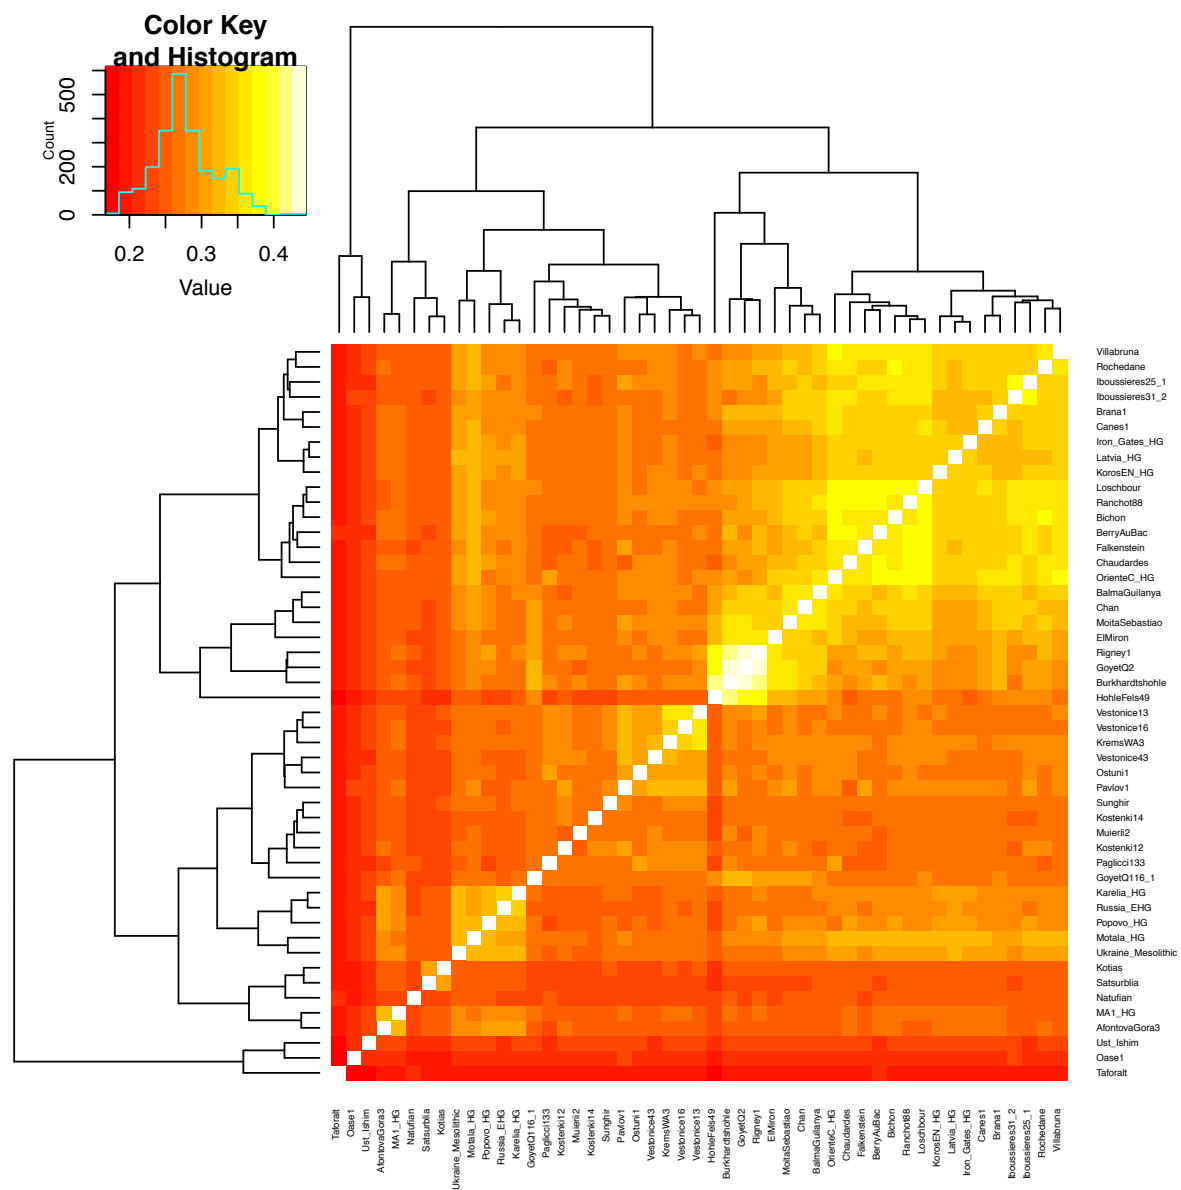 Color Key
and Histogram
Count
0
200
500
0.2 0.3 0.4
Value
Villabruna
Rochedane
Iboussieres25_1
Iboussieres31_2
Brana1
Canes1
Iron_Gates_HG
Latvia_HG
KorosEN_HG
Loschbour
Ranchot88
Bichon
BerryAuBac
Falkenstein
Chaudardes
OrienteC_HG
BalmaGuilanya
Chan
MoitaSebastiao
ElMiron
Rigney1
GoyetQ2
Burkhardtshohle
HohleFels49
Vestonice13
Vestonice16
KremsWA3
Vestonice43
Ostuni1
Pavlov1
Sunghir
Kostenki14
Muierii2
Kostenki12
Paglicci133
GoyetQ116_1
Karelia_HG
Russia_EHG
Popovo_HG
Motala_HG
Ukraine_Mesolithic
Kotias
Satsurblia
Natufian
MA1_HG
AfontovaGora3
Ust_Ishim
Oase1
Taforalt
Taforalt
Oase1
Ust_Ishim
AfontovaGora3
MA1_HG
Natufian
Satsurblia
Kotias
Ukraine_Mesolithic
Motala_HG
Popovo_HG
Russia_EHG
Karelia_HG
GoyetQ116_1
Paglicci133
Kostenki12
Muierii2
Kostenki14
Sunghir
Pavlov1
Ostuni1
Vestonice43
KremsWA3
Vestonice16
Vestonice13
HohleFels49
Burkhardtshohle
GoyetQ2
Rigney1
ElMiron
MoitaSebastiao
Chan
BalmaGuilanya
OrienteC_HG
Chaudardes
Falkenstein
BerryAuBac
Bichon
Ranchot88
Loschbour
KorosEN_HG
Latvia_HG
Iron_Gates_HG
Canes1
Brana1
Iboussieres31_2
Iboussieres25_1
Rochedane
Villabruna